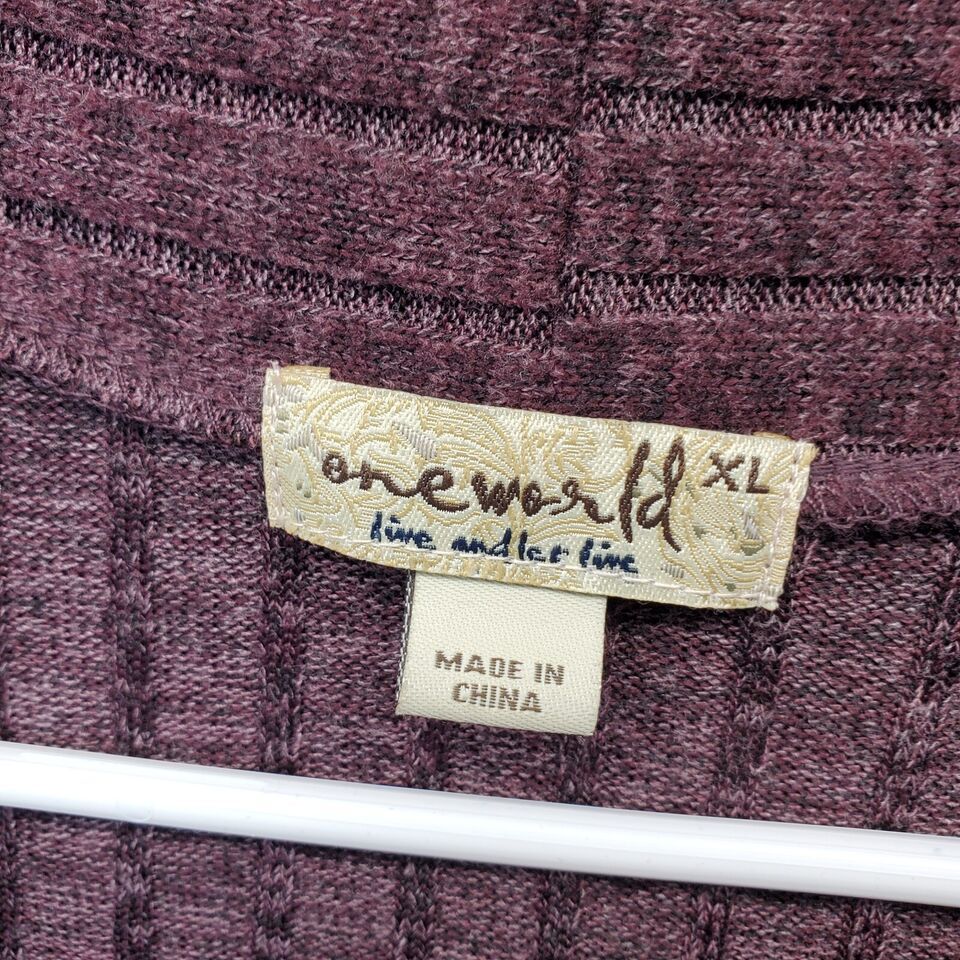 oneworld XL
live and let live
MADE IN
CHINA